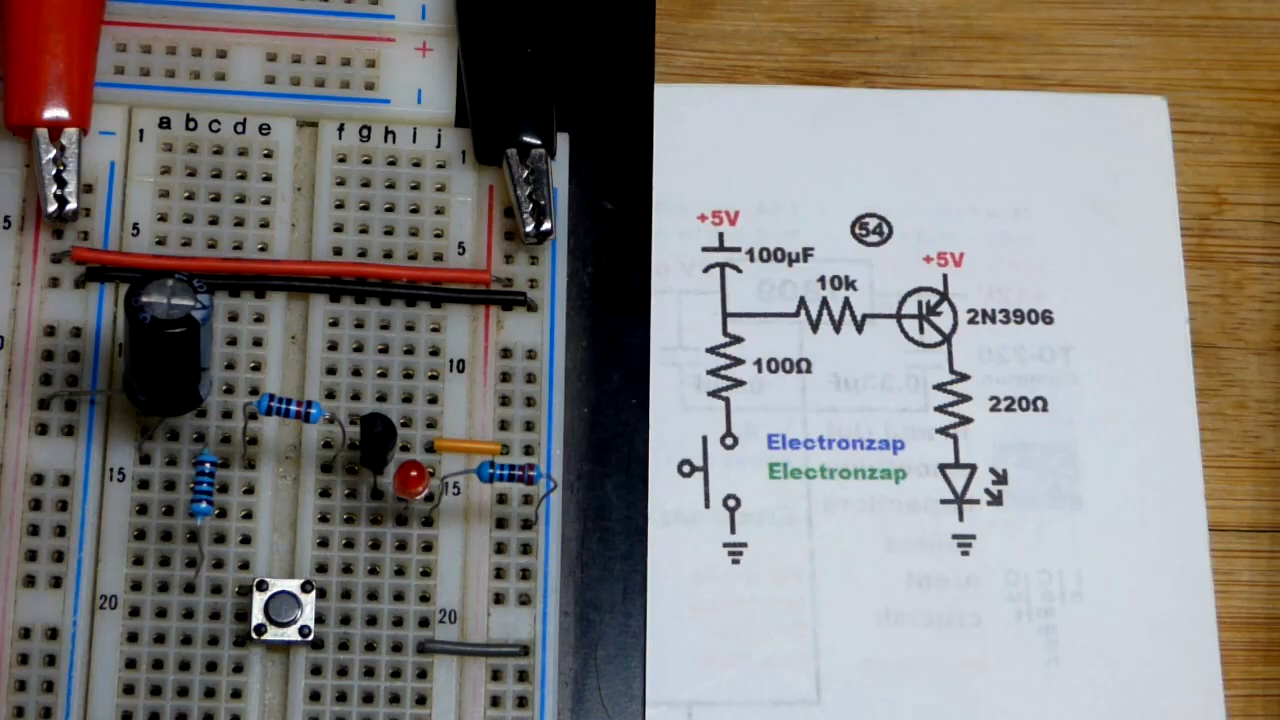 a b c d e
f g h i j
1
1
5
5
5
10
15
15
20
20
+5V
54
100µF
+5V
10k
2N3906
100Ω
220Ω
Electronzap
Electronzap